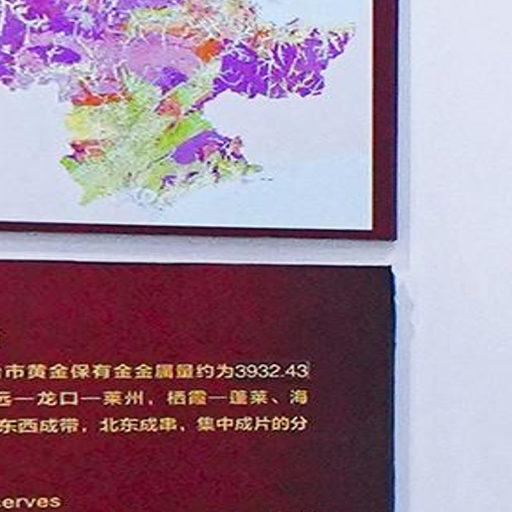 市黄金保有金金属量约为3932.43
远一龙口一莱州，栖霞一蓬莱、海
东西成带，北东成串、集中成片的分
erves